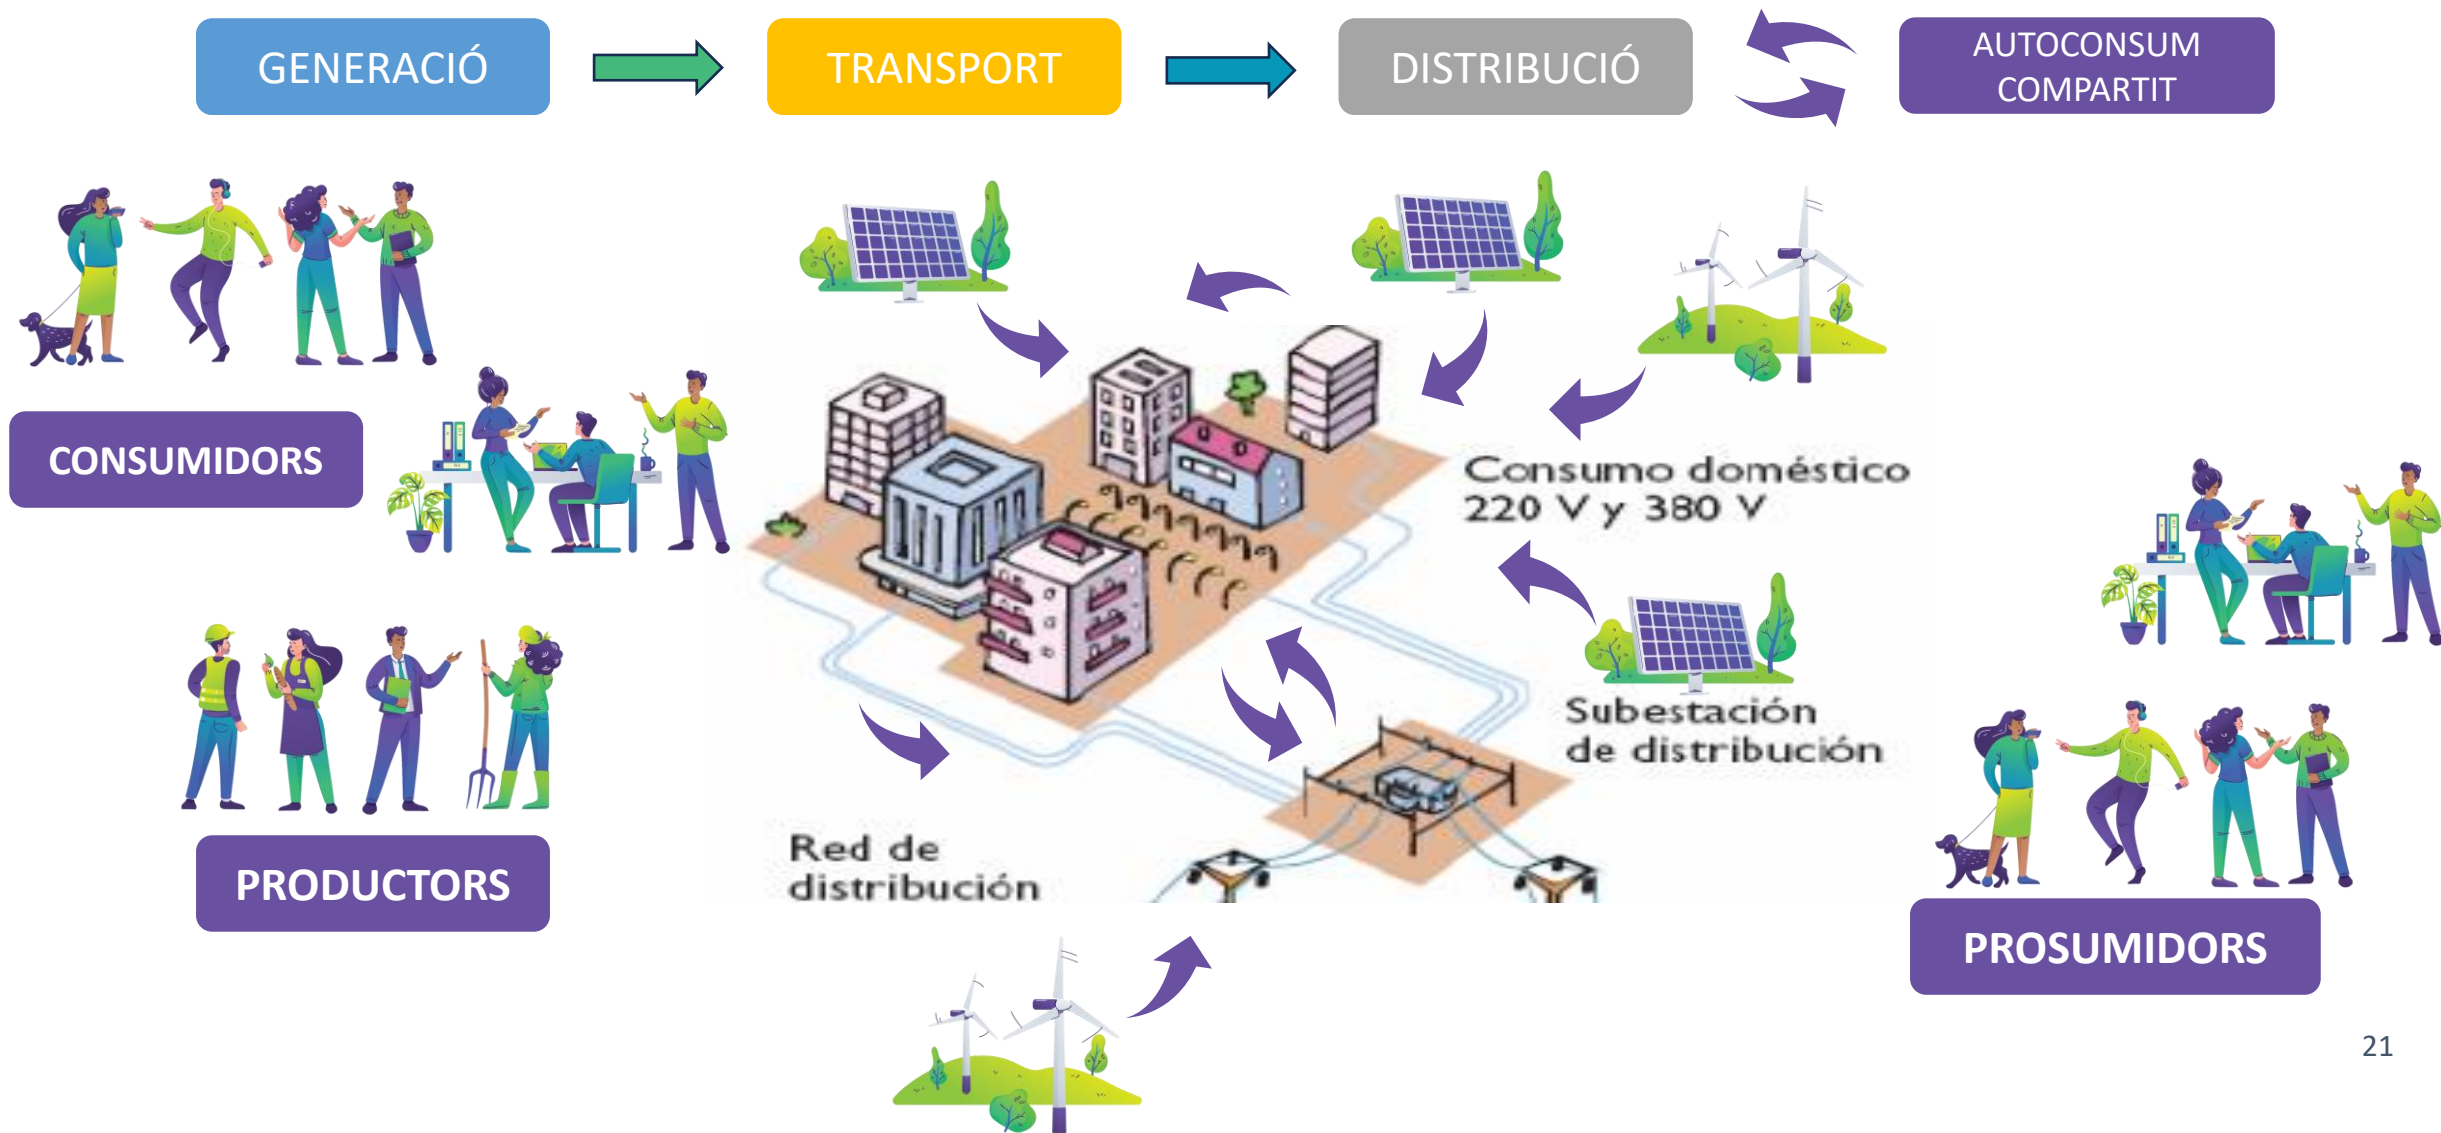 GENERACIÓ
TRANSPORT
DISTRIBUCIÓ
AUTOCONSUM
COMPARTIT
CONSUMIDORS
Consumo doméstico
220 V y 380 V
Subestación
de distribución
Red de
distribución
PRODUCTORS
PROSUMIDORS
21